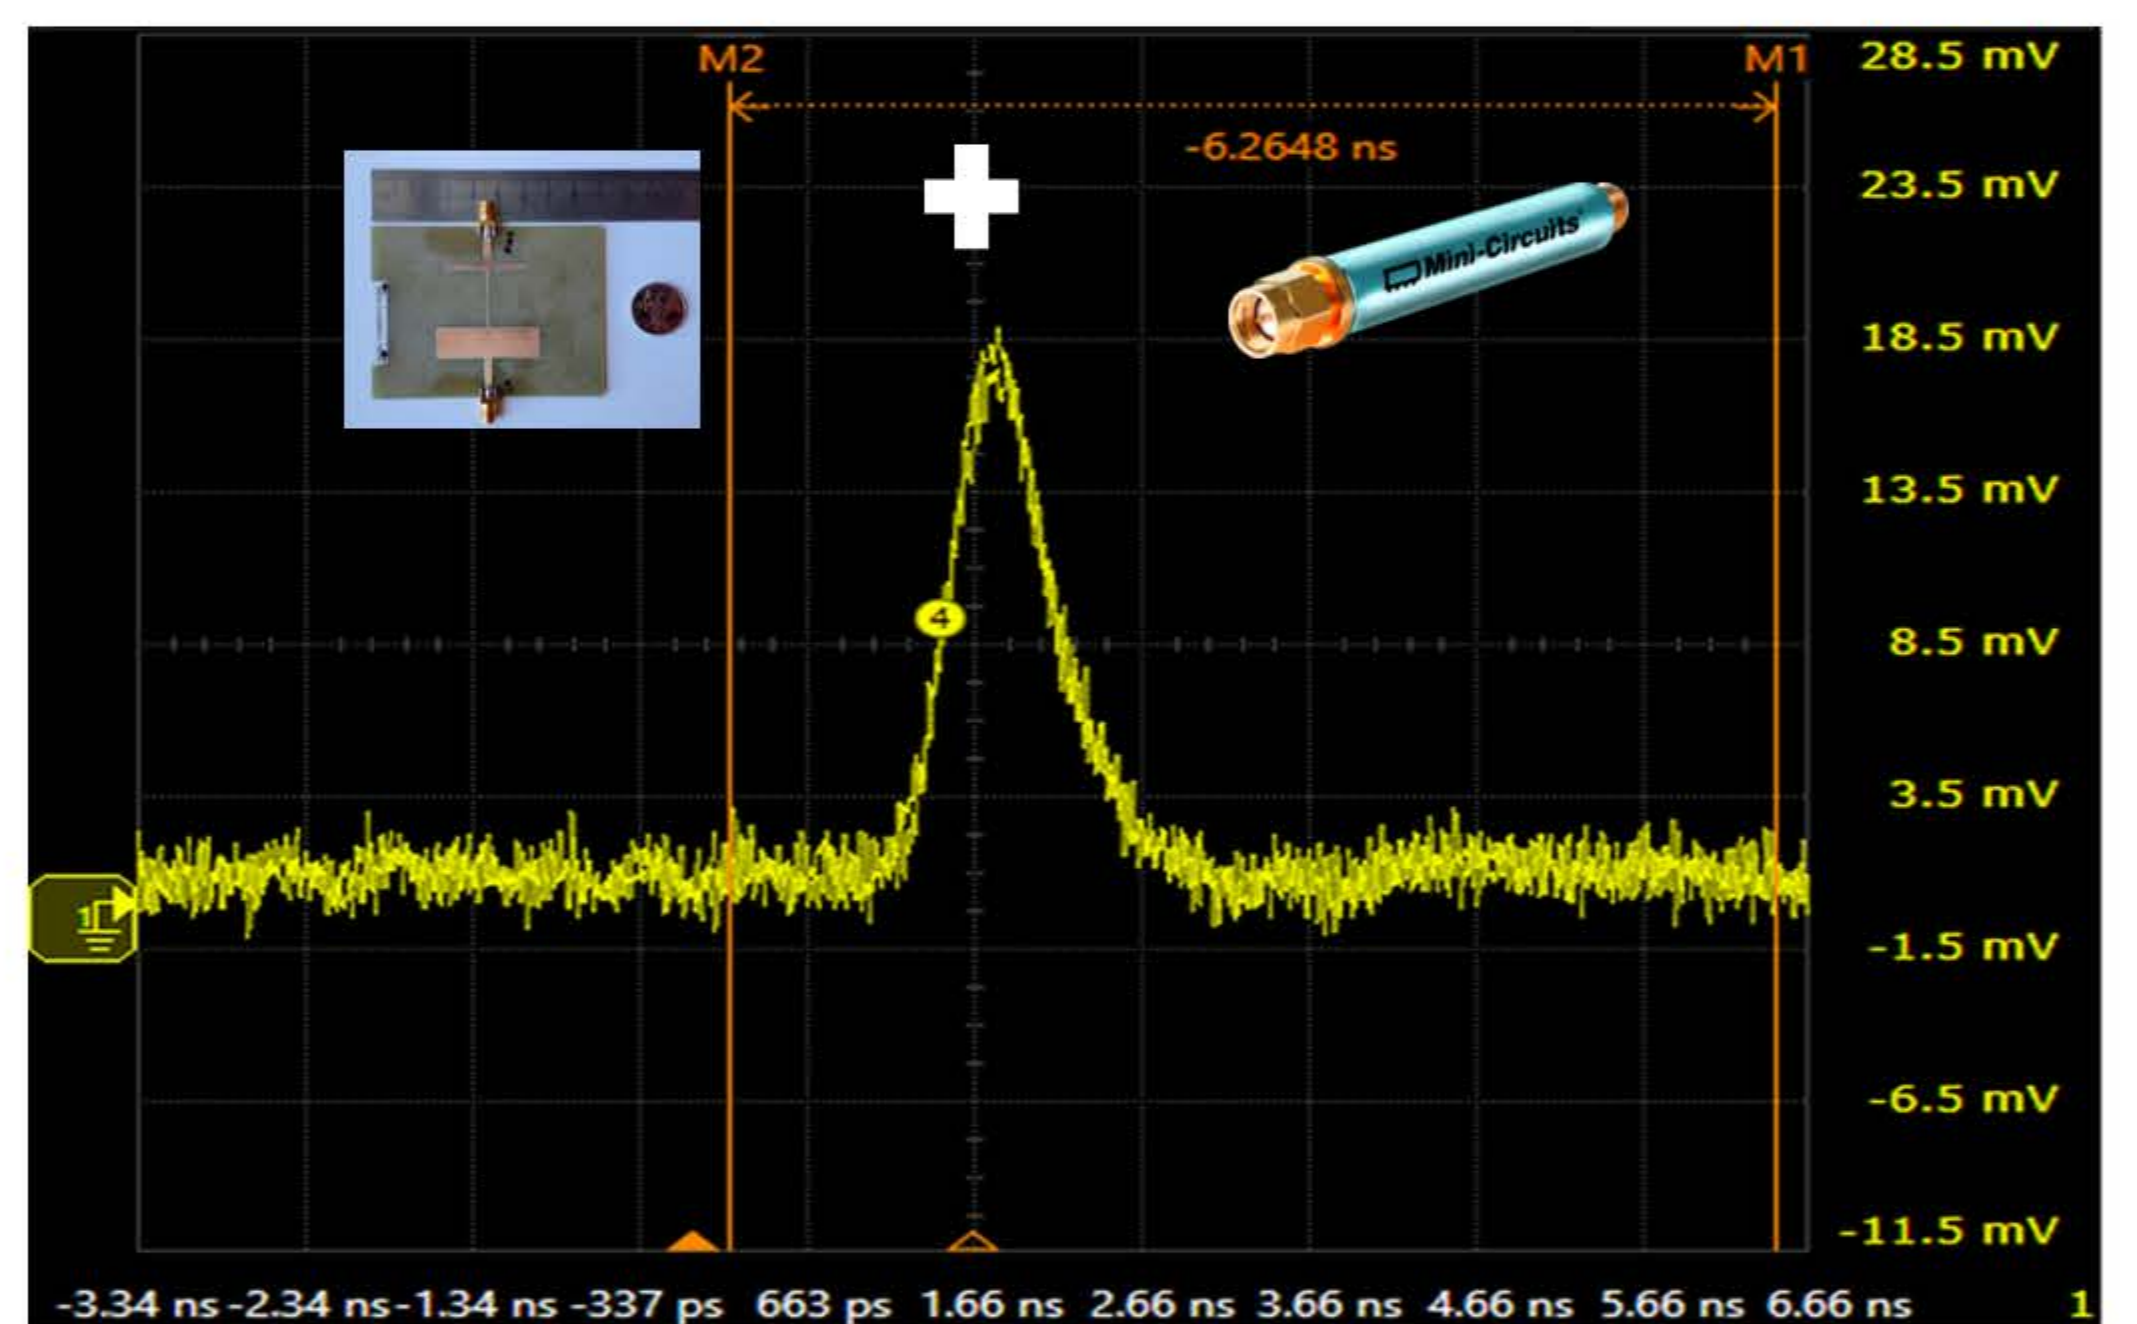 M2
M1
28.5 mV
-6.2648 ns
23.5 mV
Mini-Circuits
18.5 mV
13.5 mV
4
8.5 mV
3.5 mV
1
-1.5 mV
-6.5 mV
-11.5 mV
-3.34 ns -2.34 ns -1.34 ns -337 ps 663 ps 1.66 ns 2.66 ns 3.66 ns 4.66 ns 5.66 ns 6.66 ns 1